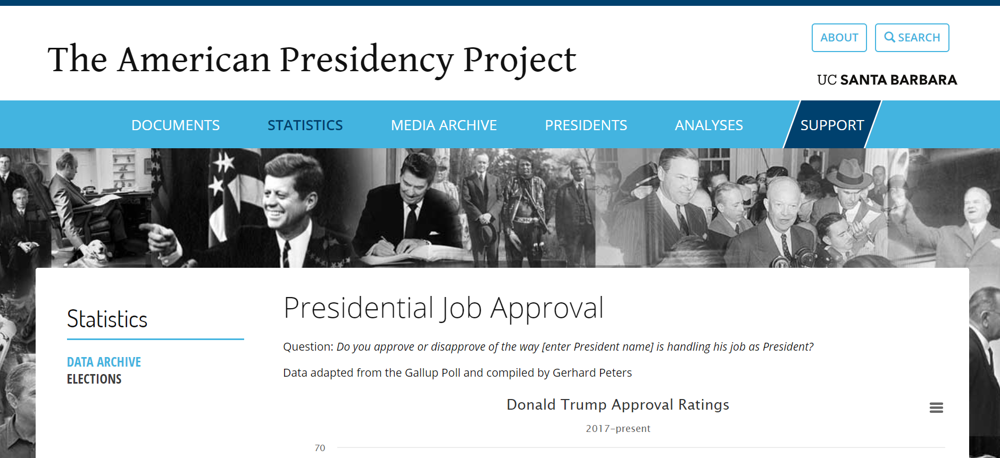 The American Presidency Project
ABOUT
SEARCH
UC SANTA BARBARA
DOCUMENTS
STATISTICS
MEDIA ARCHIVE
PRESIDENTS
ANALYSES
SUPPORT
Statistics
DATA ARCHIVE
ELECTIONS
Presidential Job Approval
Question: Do you approve or disapprove of the way [enter President name] is handling his job as President?
Data adapted from the Gallup Poll and compiled by Gerhard Peters
Donald Trump Approval Ratings
2017–present
70